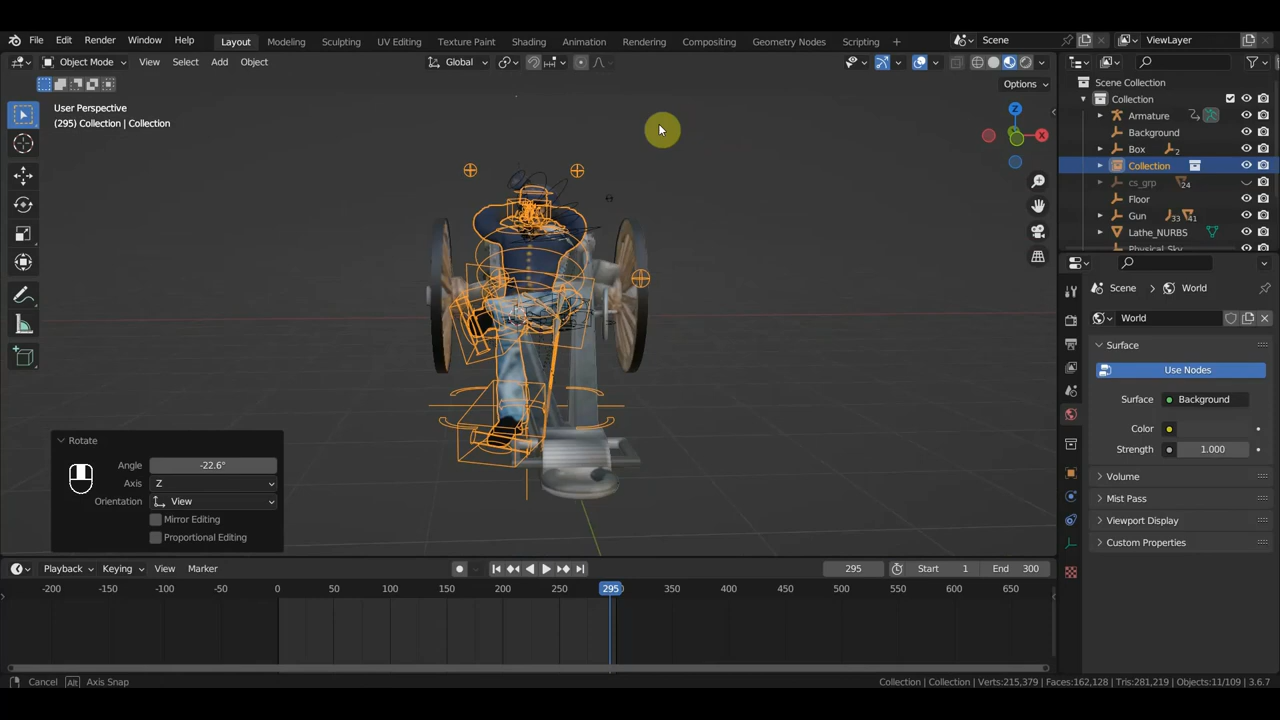 File Edit Render Window Help Layout Modeling Sculpting UV Editing Texture Paint Shading Animation Rendering Compositing Geometry Nodes Scripting + Scene ViewLayer
Object Mode View Select Add Object Global
Options
User Perspective
(295) Collection | Collection
Z
X
Scene Collection
Collection
Armature
Background
Box 2
Collection
cs_grp 24
Floor
Gun 33 41
Lathe_NURBS
Physical Sky
Scene > World
World
Surface
Use Nodes
Surface Background
Color
Strength 1.000
Volume
Mist Pass
Viewport Display
Custom Properties
Rotate
Angle -22.6°
Axis Z
Orientation View
Mirror Editing
Proportional Editing
Playback Keying View Marker 295 Start 1 End 300
-200 -100 0 50 100 150 200 250 295 350 400 450 500 550 600 650
Cancel Alt Axis Snap Collection | Collection | Verts:215,379 | Faces:162,128 | Tris:281,219 | Objects:11/109 | 3.6.7